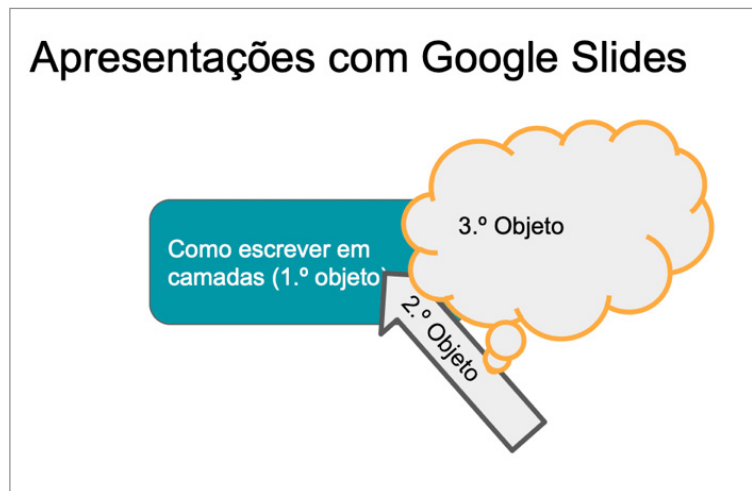 Apresentações com Google Slides
3.º Objeto
Como escrever em
camadas (1.º objeto)
2.º Objeto